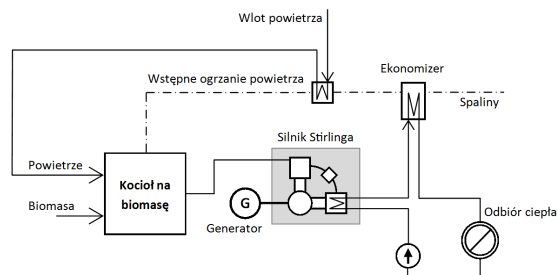 Wlot powietrza
Ekonomizer
Wstępne ogrzanie powietrza
Spaliny
Silnik Stirlinga
Powietrze
Kocioł na
biomasę
Biomasa
G
Generator
Odbiór ciepła